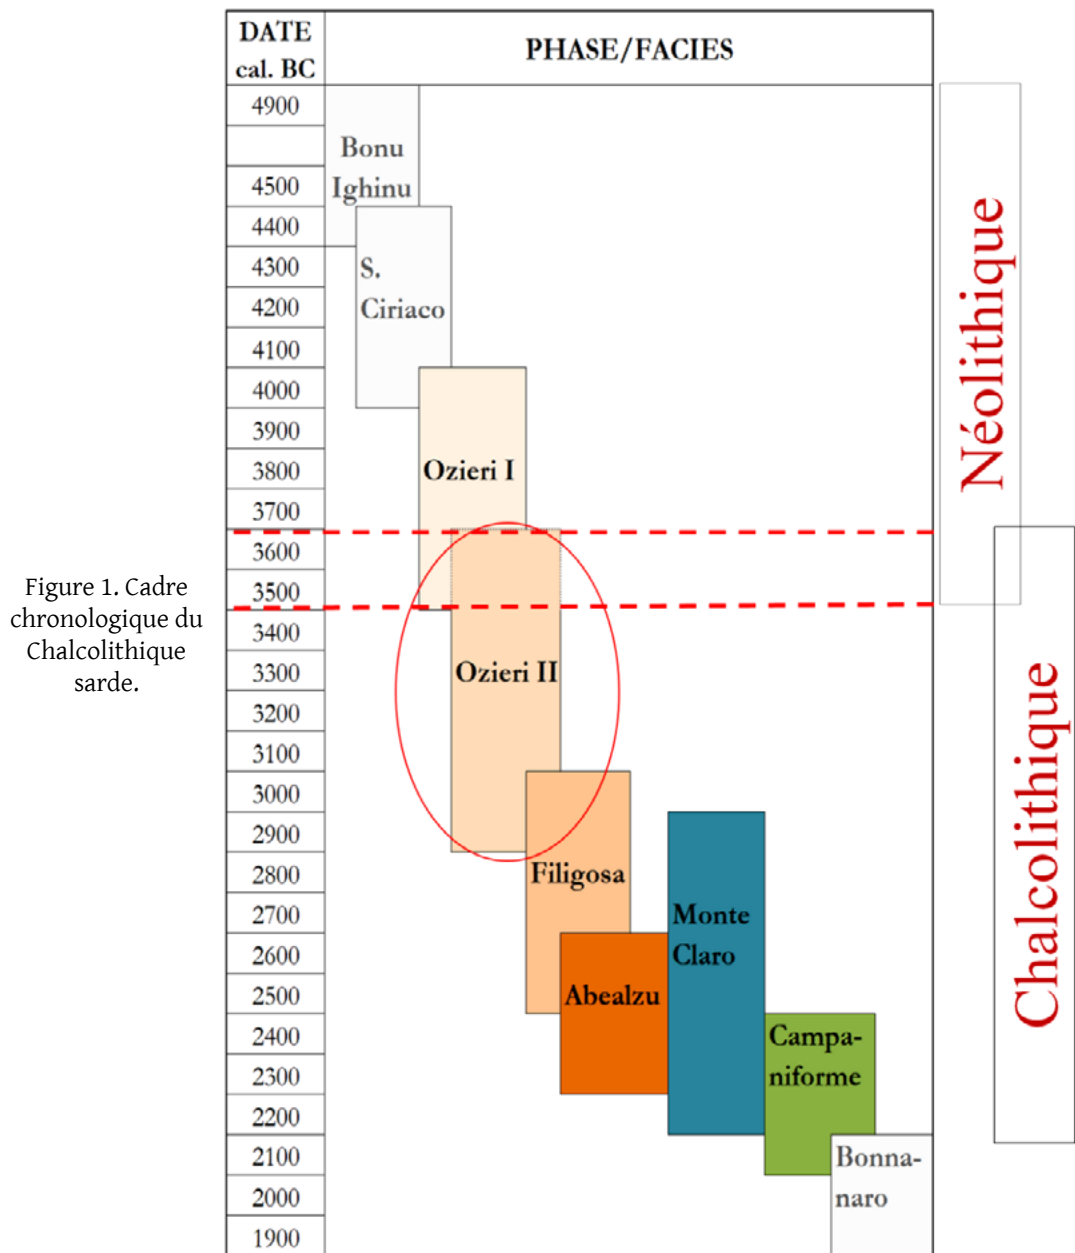 DATE
cal. BC
PHASE/FACIES
4900
4500
4400
4300
4200
4100
4000
3900
3800
3700
3600
3500
3400
3300
3200
3100
3000
2900
2800
2700
2600
2500
2400
2300
2200
2100
2000
1900
Bonu
Ighinu
S.
Ciriaco
Ozieri I
Ozieri II
Filigosa
Abealzu
Monte
Claro
Campa-
niforme
Bonna-
naro
Néolithique
Chalcolithique
Figure 1. Cadre
chronologique du
Chalcolithique
sarde.